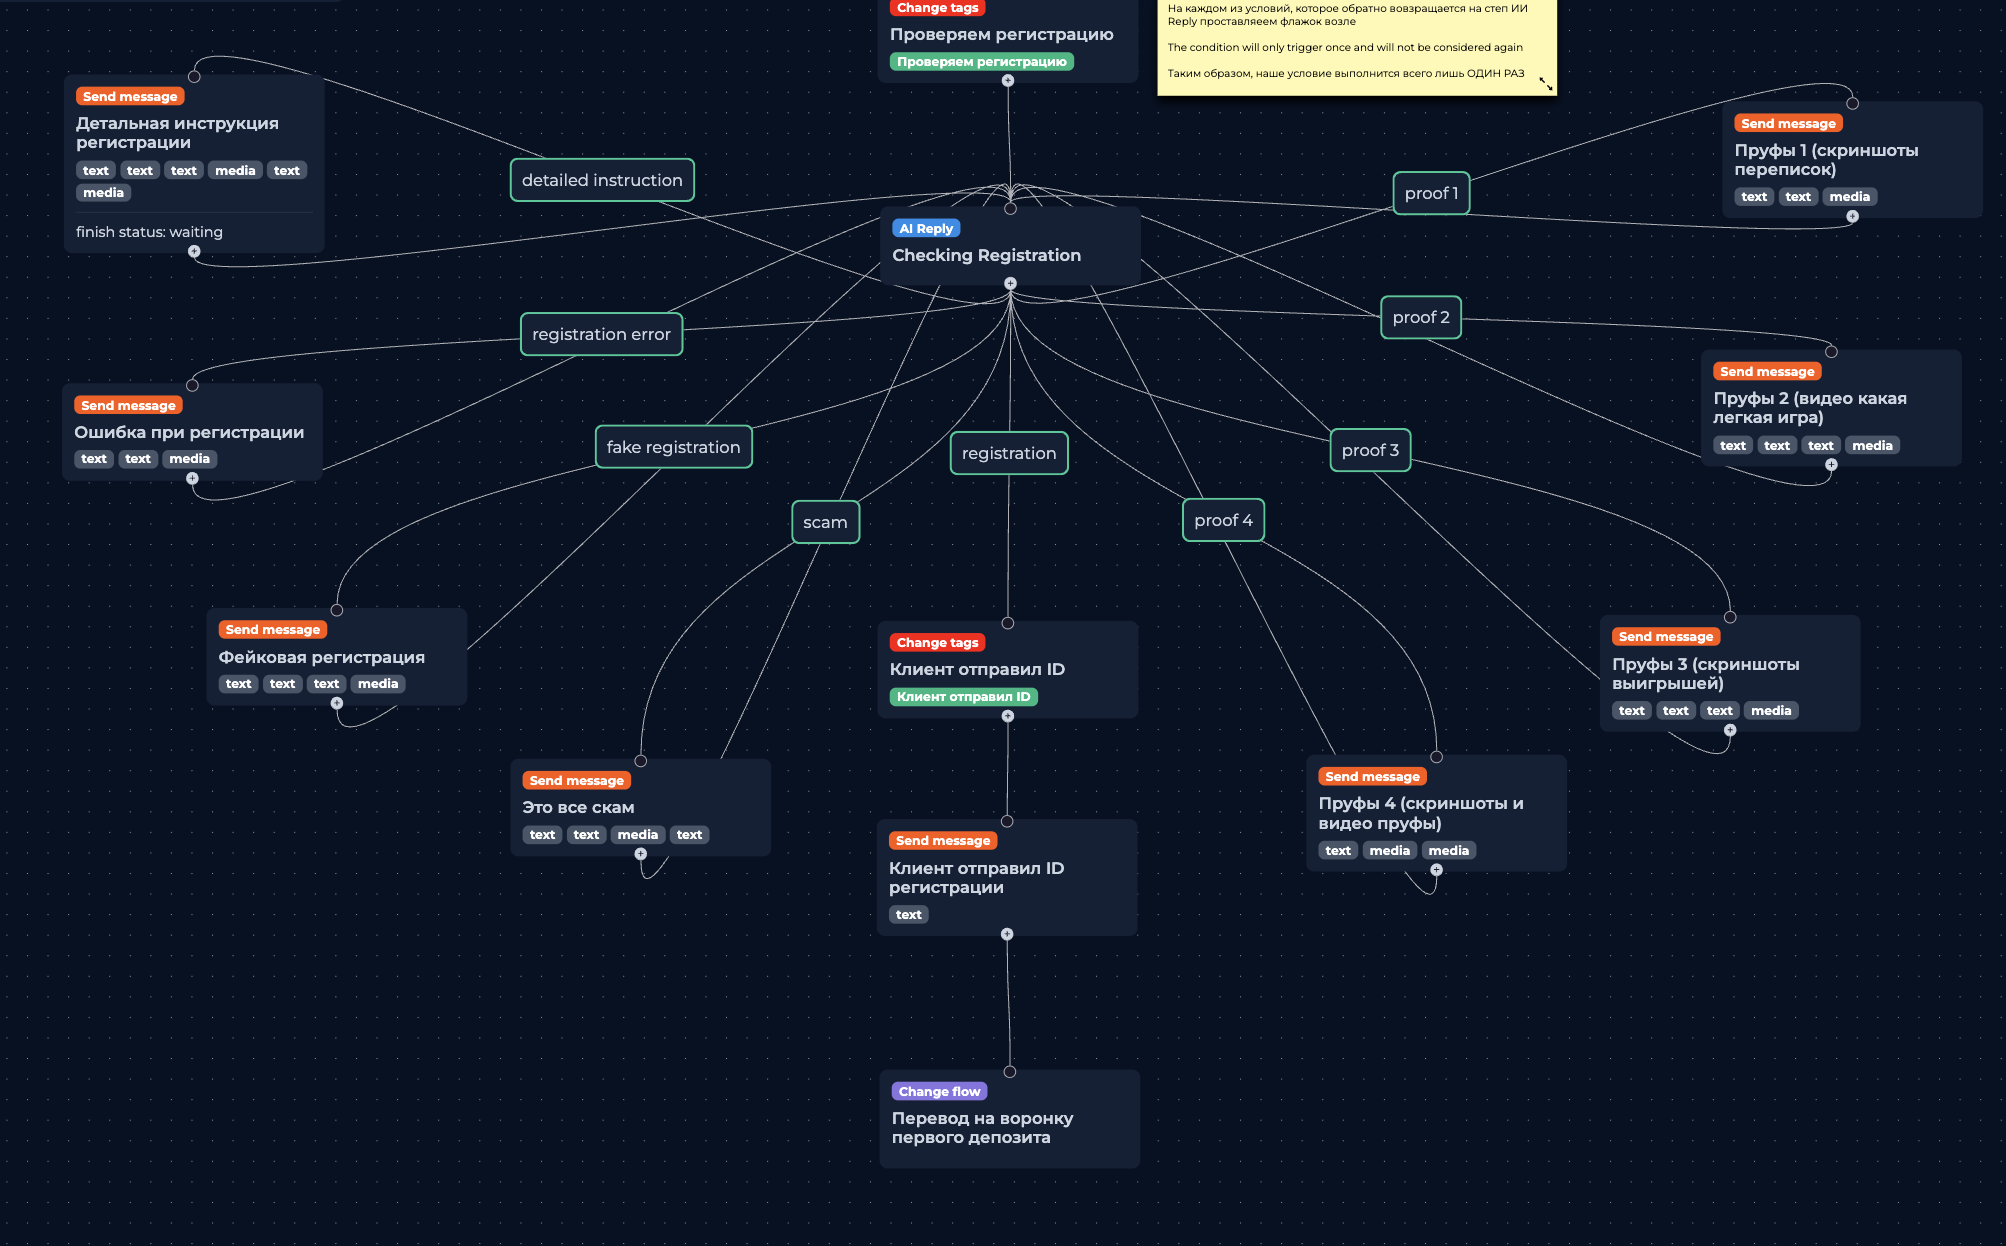 Change tags
Проверяем регистрацию
Проверяем регистрацию
На каждом из условий, которое обратно вовзращается на степ ИИ
Reply проставляеем флажок возле
The condition will only trigger once and will not be considered again
Таким образом, наше условие выполнится всего лишь ОДИН РАЗ
Send message
Детальная инструкция
регистрации
text text text media text
media
finish status: waiting
detailed instruction
proof 1
Send message
Пруфы 1 (скриншоты
переписок)
text text media
AI Reply
Checking Registration
registration error
proof 2
Send message
Ошибка при регистрации
text text media
Send message
Пруфы 2 (видео какая
легкая игра)
text text text media
fake registration
registration
proof 3
scam
proof 4
Send message
Фейковая регистрация
text text text media
Change tags
Клиент отправил ID
Клиент отправил ID
Send message
Пруфы 3 (скриншоты
выигрышей)
text text text media
Send message
Это все скам
text text media text
Send message
Пруфы 4 (скриншоты и
видео пруфы)
text media media
Send message
Клиент отправил ID
регистрации
text
Change flow
Перевод на воронку
первого депозита